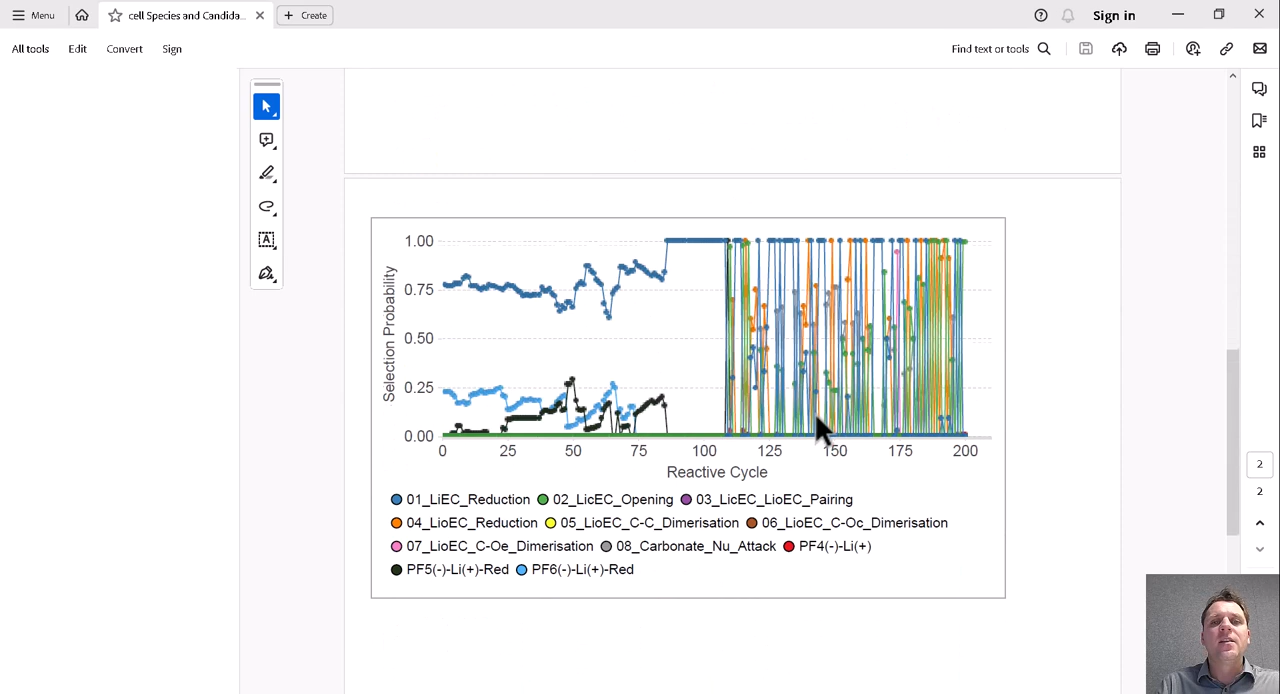 Menu
cell Species and Candida...
Create
Sign in
All tools
Edit
Convert
Sign
Find text or tools
1.00
0.75
0.50
0.25
0.00
Selection Probability
0 25 50 75 100 125 150 175 200
Reactive Cycle
01_LiEC_Reduction 02_LicEC_Opening 03_LicEC_LioEC_Pairing
04_LioEC_Reduction 05_LioEC_C-C_Dimerisation 06_LioEC_C-Oc_Dimerisation
07_LioEC_C-Oe_Dimerisation 08_Carbonate_Nu_Attack PF4(-)-Li(+)
PF5(-)-Li(+)-Red PF6(-)-Li(+)-Red
2
2